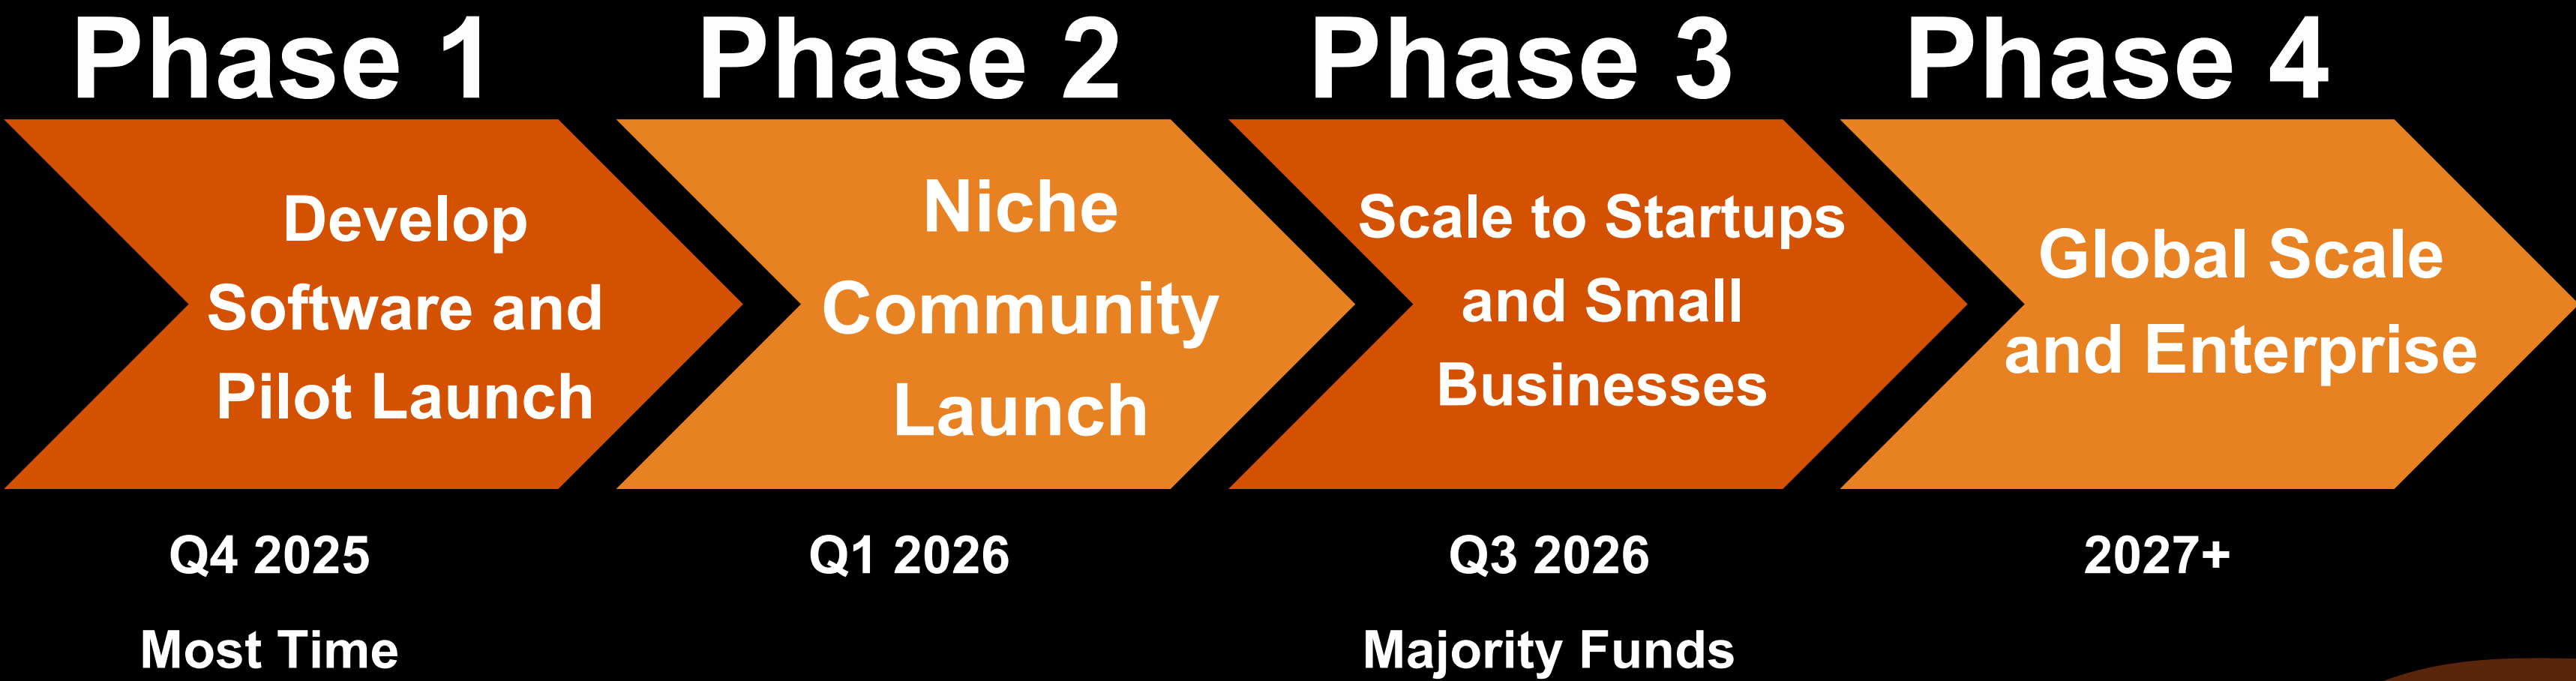 Phase 1
Phase 2
Phase 3
Phase 4
Develop
Software and
Pilot Launch
Niche
Community
Launch
Scale to Startups
and Small
Businesses
Global Scale
and Enterprise
Q4 2025
Q1 2026
Q3 2026
2027+
Most Time
Majority Funds